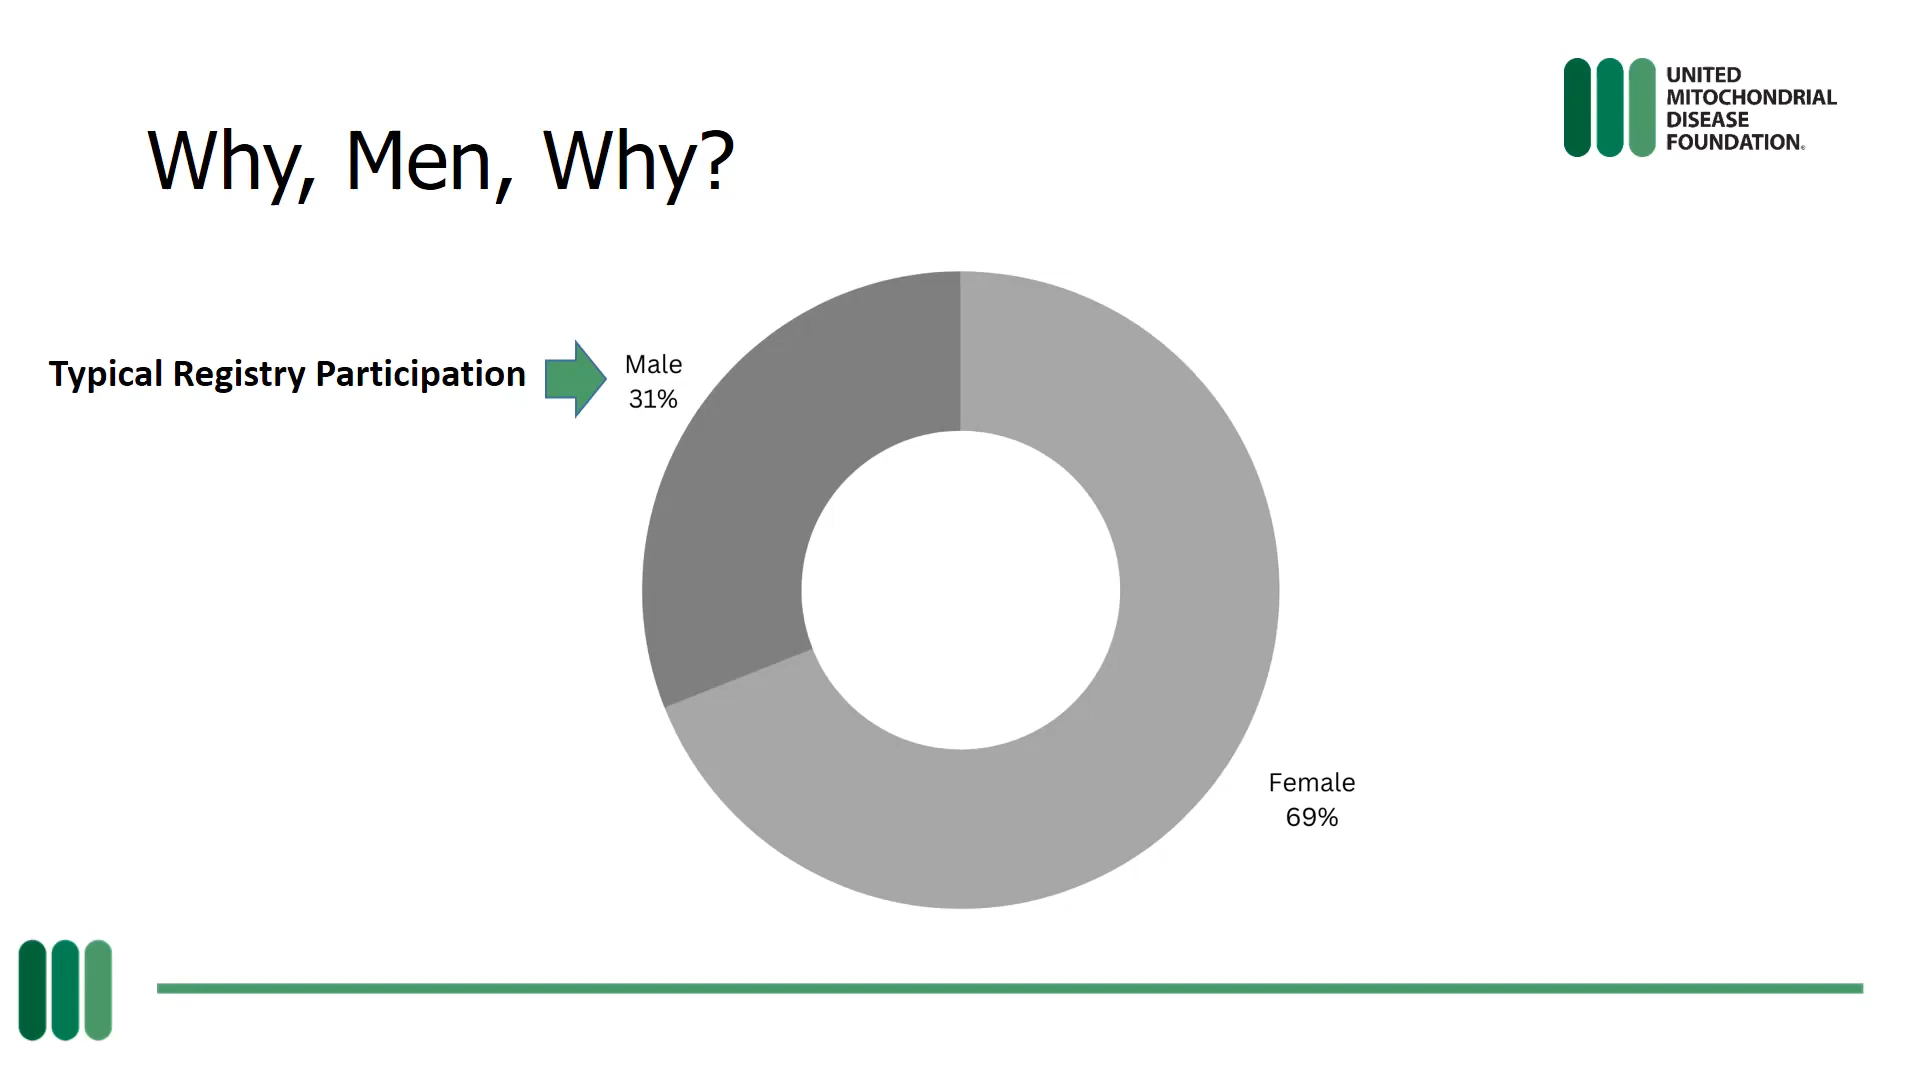 UNITED
MITOCHONDRIAL
DISEASE
FOUNDATION.
Why, Men, Why?
Typical Registry Participation
Male
31%
Female
69%